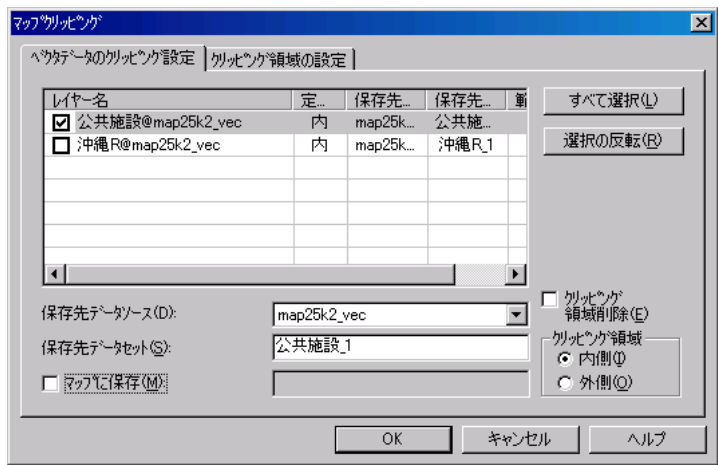 マップクリッピング
ベクタデータのクリッピング設定 クリッピング領域の設定
レイヤー名 定... 保存先... 保存先...
公共施設@map25k2_vec 内 map25k... 公共施...
沖縄R@map25k2_vec 内 map25k... 沖縄R_1
すべて選択(L)
選択の反転(R)
保存先データソース(D): map25k2_vec
保存先データセット(S): 公共施設_1
マップに保存(M):
クリッピング
領域削除(E)
クリッピング領域
内側(I)
外側(O)
OK キャンセル ヘルプ